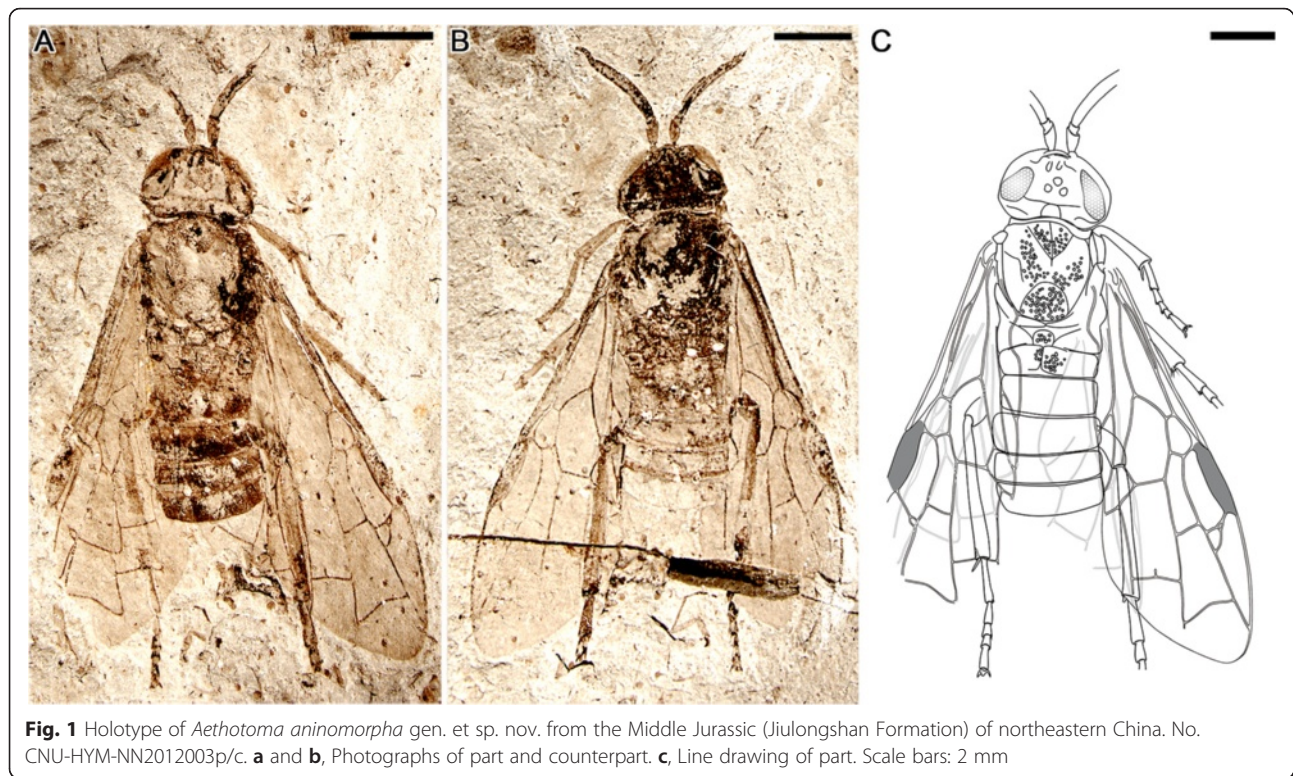 A
B
C
Fig. 1 Holotype of Aethotoma aninomorpha gen. et sp. nov. from the Middle Jurassic (Jiulongshan Formation) of northeastern China. No.
CNU-HYM-NN2012003p/c. a and b, Photographs of part and counterpart. c, Line drawing of part. Scale bars: 2 mm